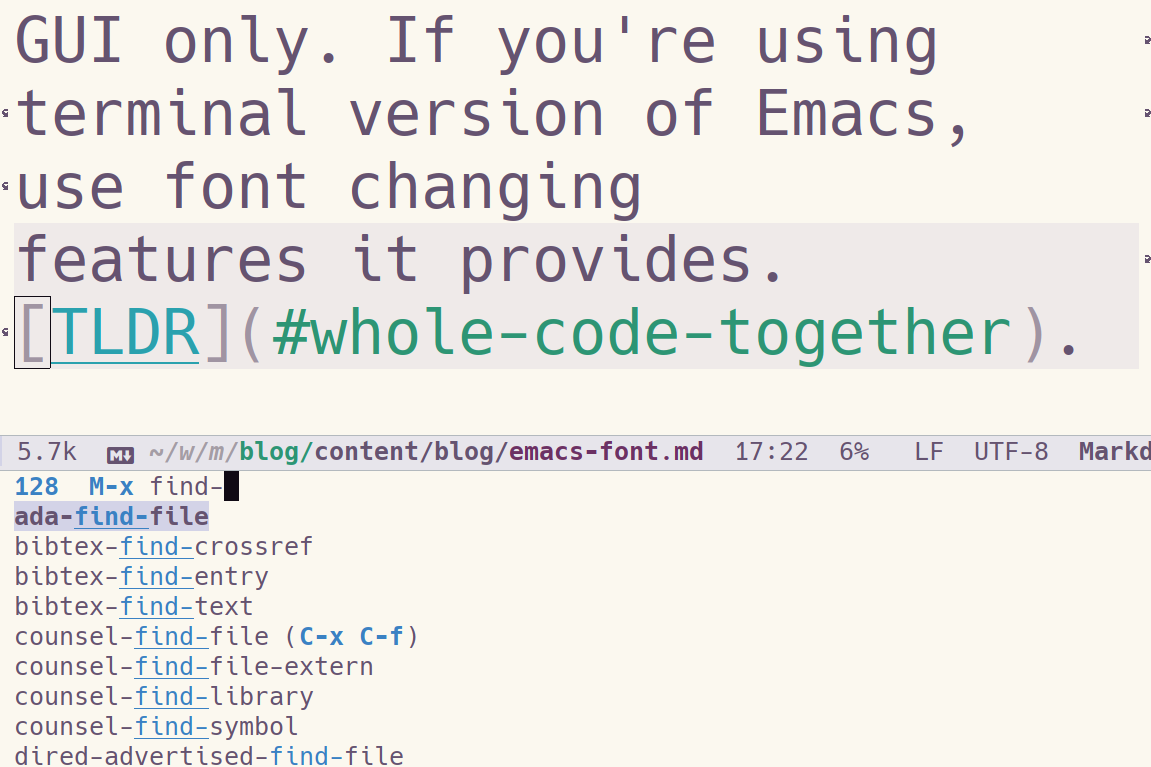 GUI only. If you're using
terminal version of Emacs,
use font changing
features it provides.
[TLDR](#whole-code-together).
5.7k M↓ ~/w/m/blog/content/blog/emacs-font.md 17:22 6% LF UTF-8 Markd
128 M-x find-
ada-find-file
bibtex-find-crossref
bibtex-find-entry
bibtex-find-text
counsel-find-file (C-x C-f)
counsel-find-file-extern
counsel-find-library
counsel-find-symbol
dired-advertised-find-file